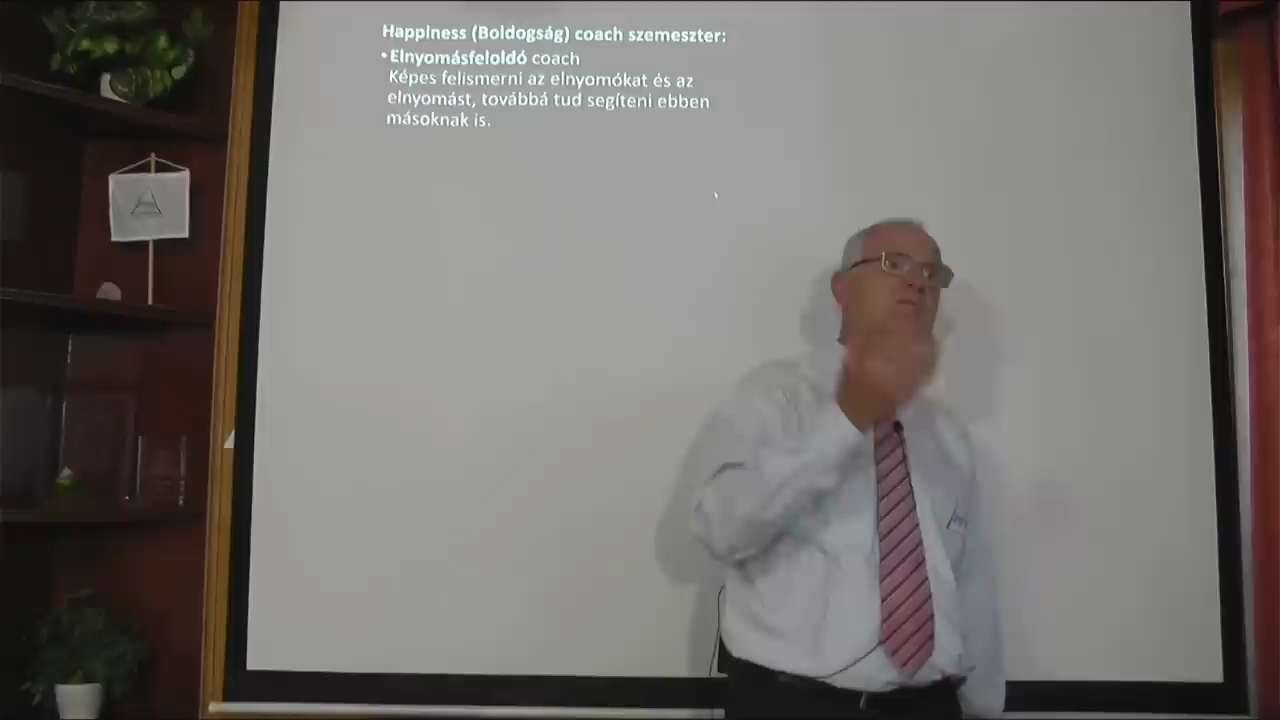 Happiness (Boldogság) coach szemeszter:
•Elnyomásfeloldó coach
Képes felismerni az elnyomókat és az
elnyomást, továbbá tud segíteni ebben
másoknak is.